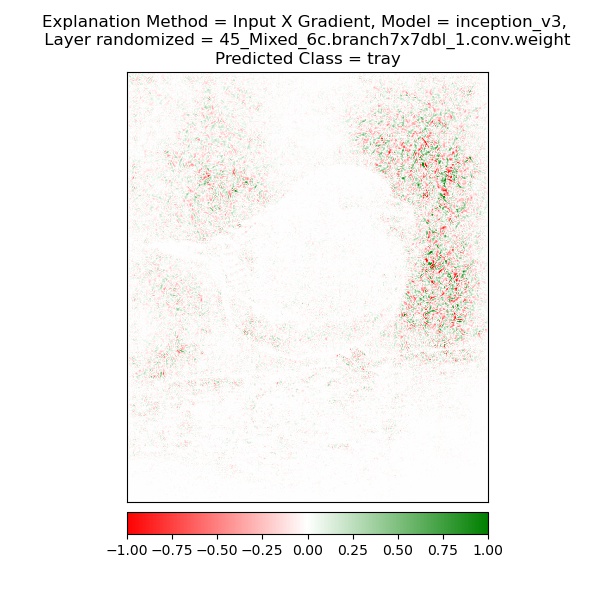 Explanation Method = Input X Gradient, Model = inception_v3,
Layer randomized = 45_Mixed_6c.branch7x7dbl_1.conv.weight
Predicted Class = tray
−1.00 −0.75 −0.50 −0.25 0.00 0.25 0.50 0.75 1.00